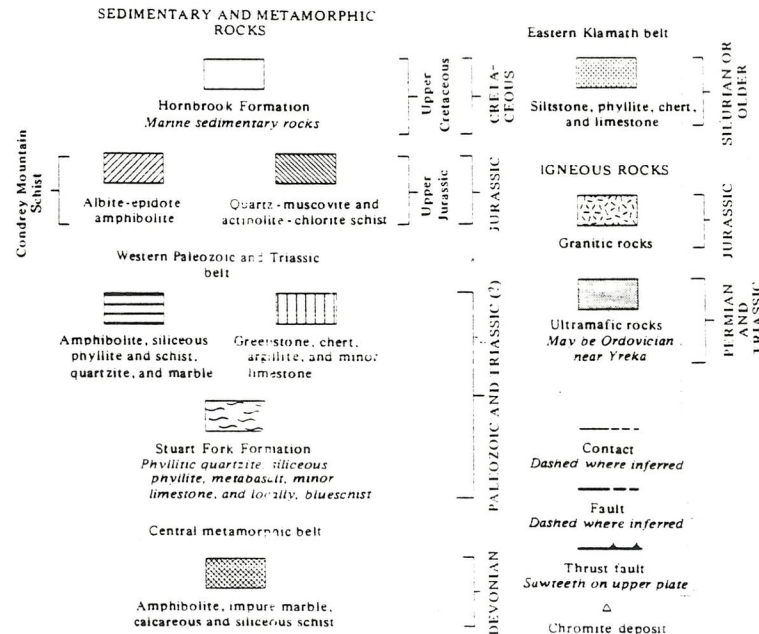 SEDIMENTARY AND METAMORPHIC
ROCKS
Hornbrook Formation
Marine sedimentary rocks
Upper
Cretaceous
CRETA-
CEOUS
Condrey Mountain
Schist
Albite-epidote
amphibolite
Quartz-muscovite and
actinolite-chlorite schist
Upper
Jurassic
JURASSIC
Western Paleozoic and Triassic
belt
Amphibolite, siliceous
phyllite and schist,
quartzite, and marble
Greenstone, chert,
argillite, and minor
limestone
Stuart Fork Formation
Phyllitic quartzite, siliceous
phyllite, metabasalt, minor
limestone, and locally, blueschist
PALEOZOIC AND TRIASSIC (?)
Central metamorphic belt
Amphibolite, impure marble,
calcareous and siliceous schist
DEVONIAN
Eastern Klamath belt
Siltstone, phyllite, chert,
and limestone
SILURIAN OR
OLDER
IGNEOUS ROCKS
Granitic rocks
JURASSIC
Ultramafic rocks
May be Ordovician
near Yreka
PERMIAN
AND
TRIASSIC
Contact
Dashed where inferred
Fault
Dashed where inferred
Thrust fault
Sawteeth on upper plate
Chromite deposit